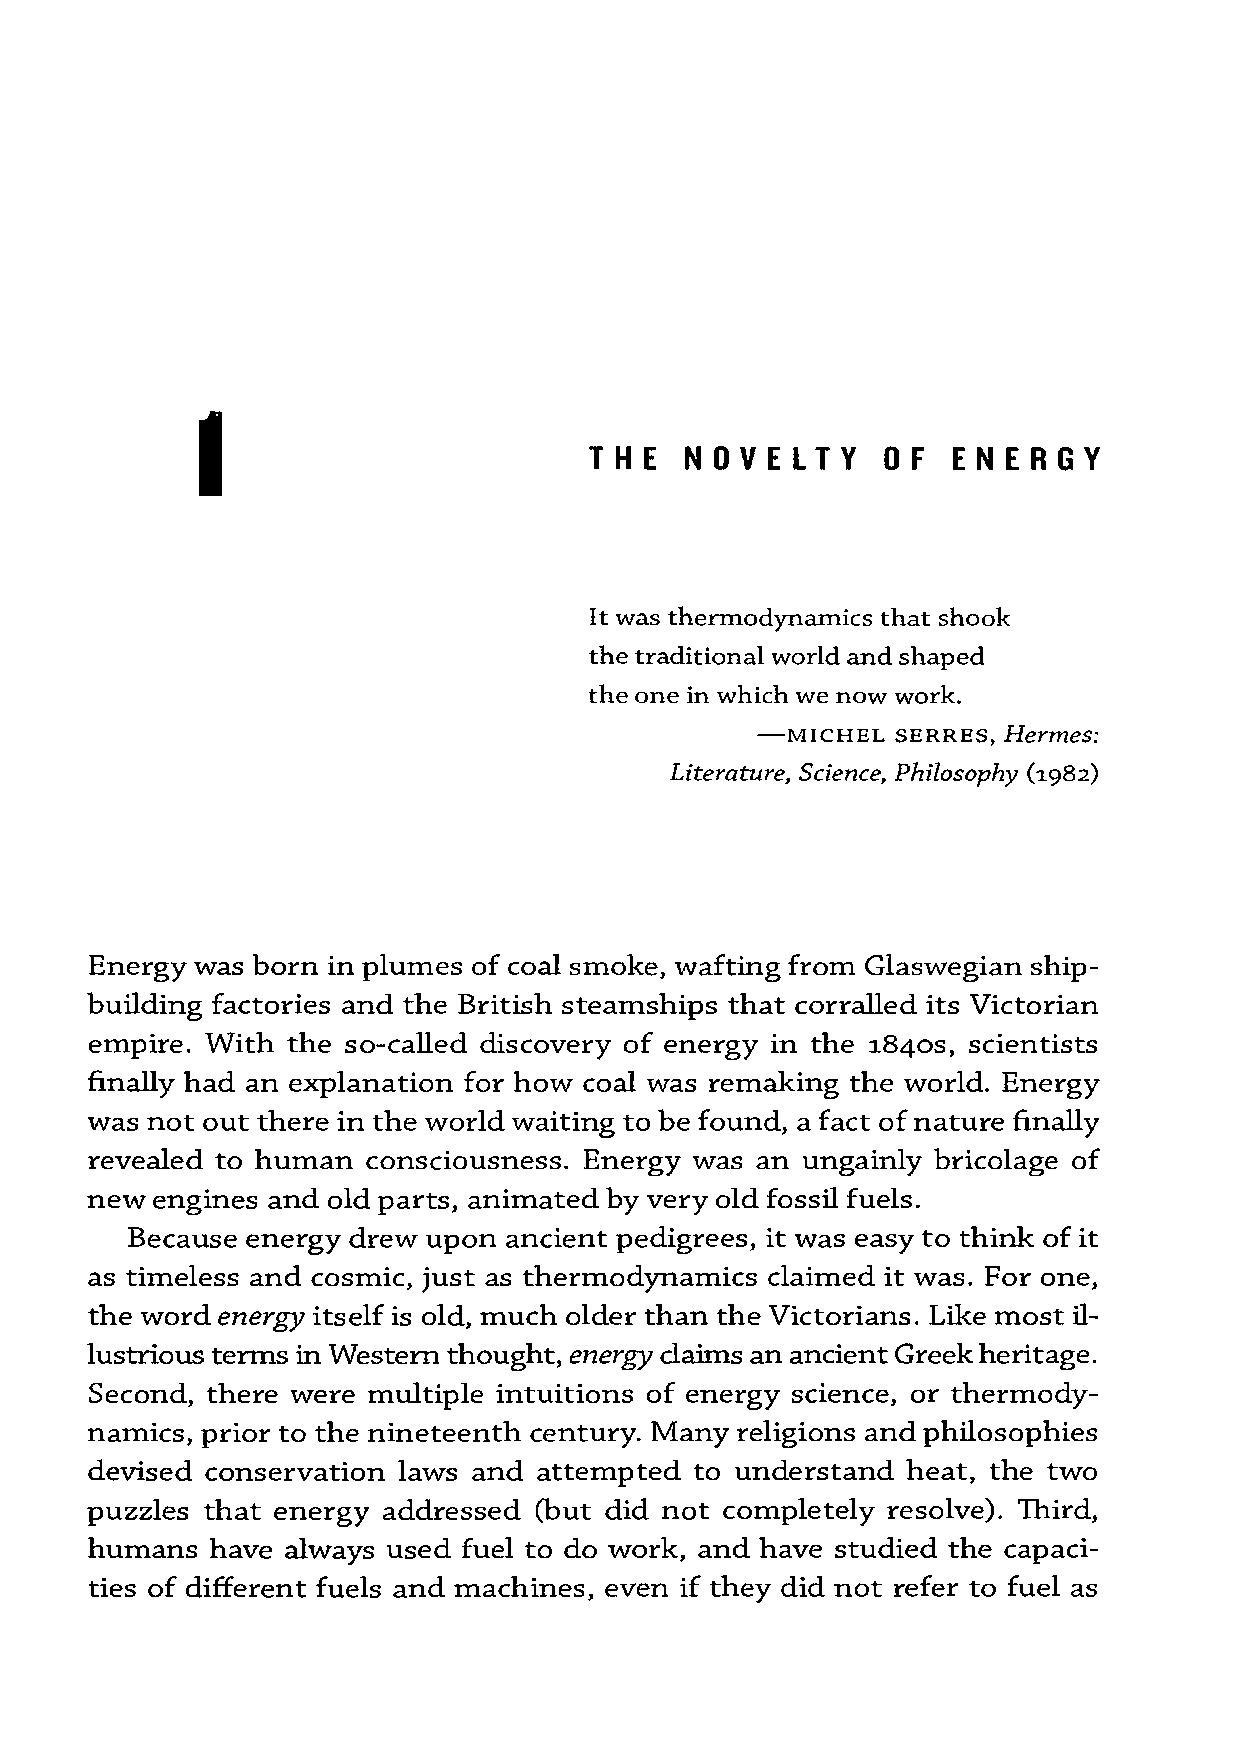 1
THE NOVELTY OF ENERGY
It was thermodynamics that shook
the traditional world and shaped
the one in which we now work.
—MICHEL SERRES, Hermes:
Literature, Science, Philosophy (1982)
Energy was born in plumes of coal smoke, wafting from Glaswegian ship-
building factories and the British steamships that corralled its Victorian
empire. With the so-called discovery of energy in the 1840s, scientists
finally had an explanation for how coal was remaking the world. Energy
was not out there in the world waiting to be found, a fact of nature finally
revealed to human consciousness. Energy was an ungainly bricolage of
new engines and old parts, animated by very old fossil fuels.
Because energy drew upon ancient pedigrees, it was easy to think of it
as timeless and cosmic, just as thermodynamics claimed it was. For one,
the word energy itself is old, much older than the Victorians. Like most il-
lustrious terms in Western thought, energy claims an ancient Greek heritage.
Second, there were multiple intuitions of energy science, or thermody-
namics, prior to the nineteenth century. Many religions and philosophies
devised conservation laws and attempted to understand heat, the two
puzzles that energy addressed (but did not completely resolve). Third,
humans have always used fuel to do work, and have studied the capaci-
ties of different fuels and machines, even if they did not refer to fuel as